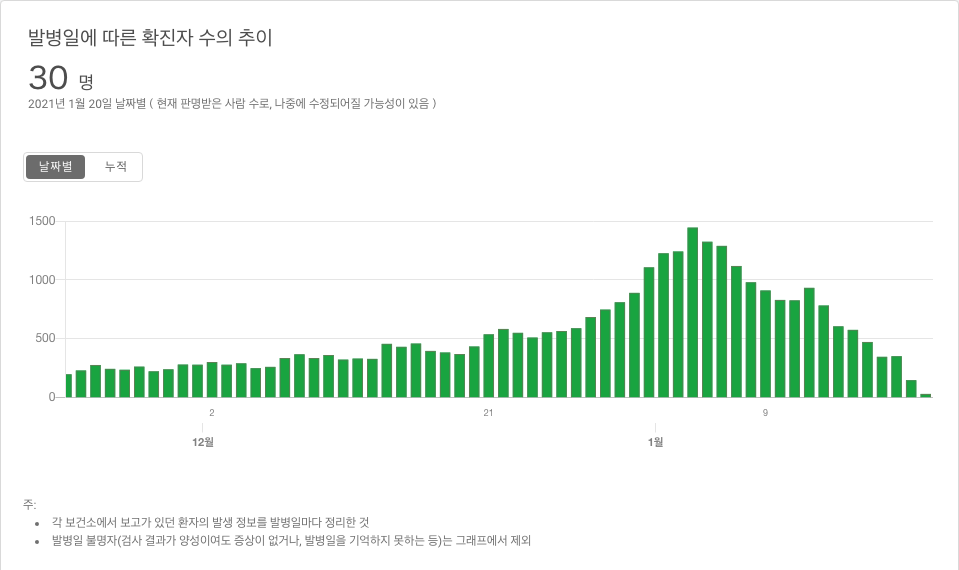 발병일에 따른 확진자 수의 추이
30 명
2021년 1월 20일 날짜별 ( 현재 판명받은 사람 수로, 나중에 수정되어질 가능성이 있음 )
날짜별 누적
1500
1000
500
0
2 21 9
12월 1월
주:
• 각 보건소에서 보고가 있던 환자의 발생 정보를 발병일마다 정리한 것
• 발병일 불명자(검사 결과가 양성이여도 증상이 없거나, 발병일을 기억하지 못하는 등)는 그래프에서 제외